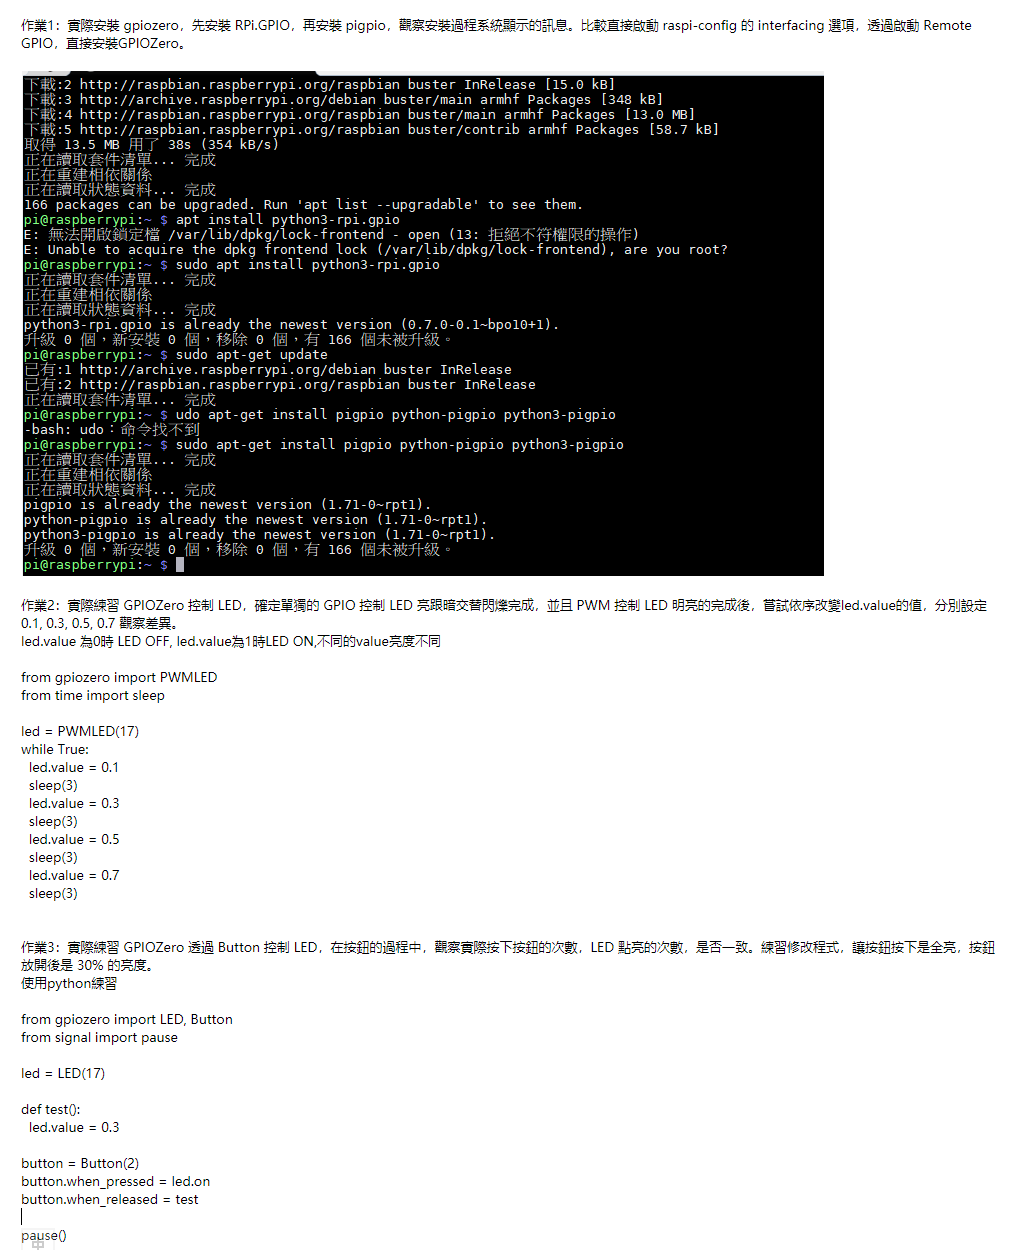 作業1：實際安裝 gpiozero，先安裝 RPi.GPIO，再安裝 pigpio，觀察安裝過程系統顯示的訊息。比較直接啟動 raspi-config 的 interfacing 選項，透過啟動 Remote
GPIO，直接安裝GPIOZero。
下載:2 http://raspbian.raspberrypi.org/raspbian buster InRelease [15.0 kB]
下載:3 http://archive.raspberrypi.org/debian buster/main armhf Packages [348 kB]
下載:4 http://raspbian.raspberrypi.org/raspbian buster/main armhf Packages [13.0 MB]
下載:5 http://raspbian.raspberrypi.org/raspbian buster/contrib armhf Packages [58.7 kB]
取得 13.5 MB 用了 38s (354 kB/s)
正在讀取套件清單... 完成
正在重建相依關係
正在讀取狀態資料... 完成
166 packages can be upgraded. Run 'apt list --upgradable' to see them.
pi@raspberrypi:~ $ apt install python3-rpi.gpio
E: 無法開啟鎖定檔 /var/lib/dpkg/lock-frontend - open (13: 拒絕不符權限的操作)
E: Unable to acquire the dpkg frontend lock (/var/lib/dpkg/lock-frontend), are you root?
pi@raspberrypi:~ $ sudo apt install python3-rpi.gpio
正在讀取套件清單... 完成
正在重建相依關係
正在讀取狀態資料... 完成
python3-rpi.gpio is already the newest version (0.7.0-0.1~bpo10+1).
升級 0 個，新安裝 0 個，移除 0 個，有 166 個未被升級。
pi@raspberrypi:~ $ sudo apt-get update
已有:1 http://archive.raspberrypi.org/debian buster InRelease
已有:2 http://raspbian.raspberrypi.org/raspbian buster InRelease
正在讀取套件清單... 完成
pi@raspberrypi:~ $ udo apt-get install pigpio python-pigpio python3-pigpio
-bash: udo：命令找不到
pi@raspberrypi:~ $ sudo apt-get install pigpio python-pigpio python3-pigpio
正在讀取套件清單... 完成
正在重建相依關係
正在讀取狀態資料... 完成
pigpio is already the newest version (1.71-0~rpt1).
python-pigpio is already the newest version (1.71-0~rpt1).
python3-pigpio is already the newest version (1.71-0~rpt1).
升級 0 個，新安裝 0 個，移除 0 個，有 166 個未被升級。
pi@raspberrypi:~ $
作業2：實際練習 GPIOZero 控制 LED，確定單獨的 GPIO 控制 LED 亮跟暗交替閃爍完成，並且 PWM 控制 LED 明亮的完成後，嘗試依序改變led.value的值，分別設定
0.1, 0.3, 0.5, 0.7 觀察差異。
led.value 為0時 LED OFF, led.value為1時LED ON,不同的value亮度不同
from gpiozero import PWMLED
from time import sleep
led = PWMLED(17)
while True:
led.value = 0.1
sleep(3)
led.value = 0.3
sleep(3)
led.value = 0.5
sleep(3)
led.value = 0.7
sleep(3)
作業3：實際練習 GPIOZero 透過 Button 控制 LED，在按鈕的過程中，觀察實際按下按鈕的次數，LED 點亮的次數，是否一致。練習修改程式，讓按鈕按下是全亮，按鈕
放開後是 30% 的亮度。
使用python練習
from gpiozero import LED, Button
from signal import pause
led = LED(17)
def test():
led.value = 0.3
button = Button(2)
button.when_pressed = led.on
button.when_released = test
pause()
中